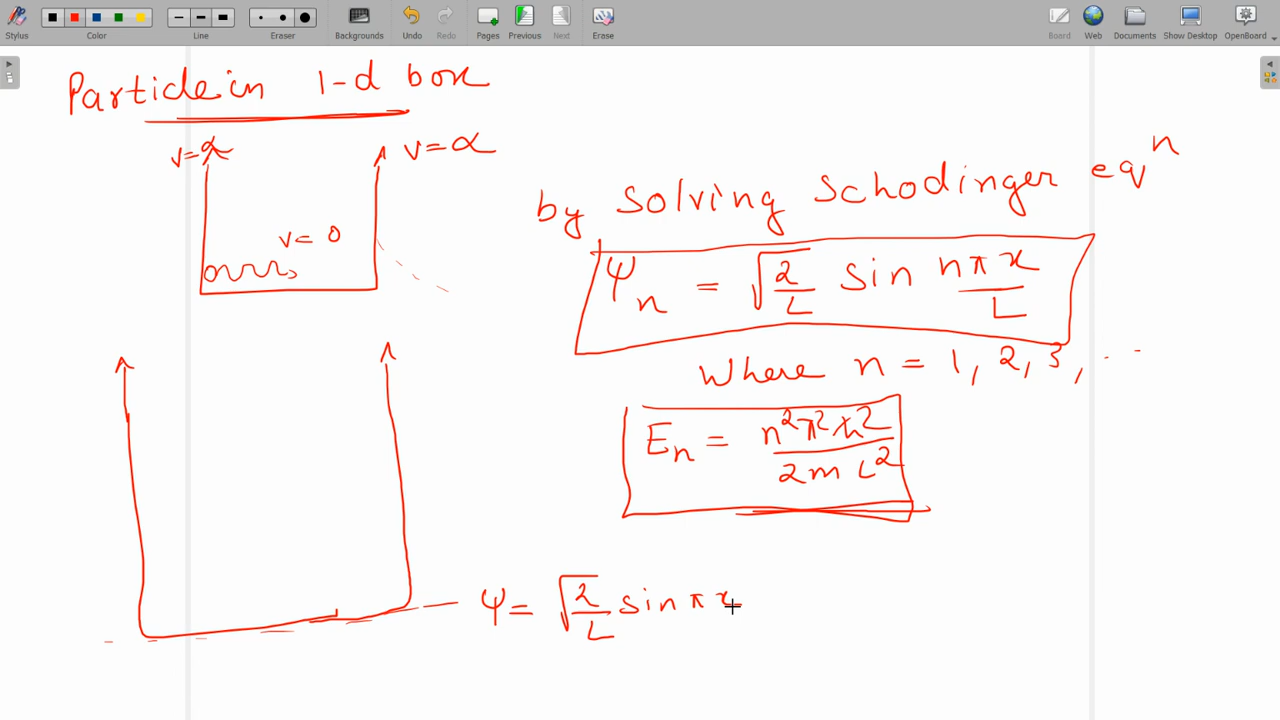 Stylus Color Line Eraser Backgrounds Undo Redo Pages Previous Next Erase Board Web Documents Show Desktop OpenBoard
Particle in 1-d box
v=α v=α
v= 0
by solving Schodinger eqⁿ
Ψn = √(2/L) sin nπx/L
Where n = 1, 2, 3, ...
En = n²π²ħ²/2mL²
Ψ= √(2/L) sin πx